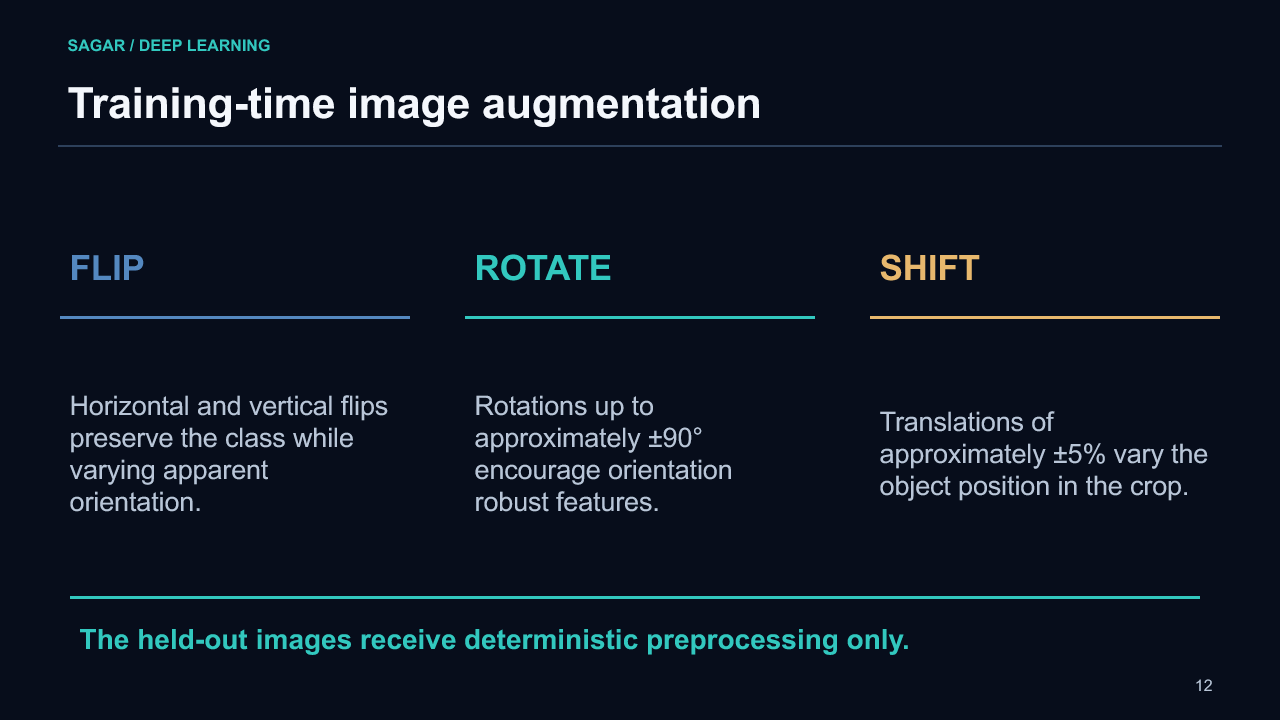 SAGAR / DEEP LEARNING
Training-time image augmentation
FLIP
Horizontal and vertical flips
preserve the class while
varying apparent
orientation.
ROTATE
Rotations up to
approximately ±90°
encourage orientation
robust features.
SHIFT
Translations of
approximately ±5% vary the
object position in the crop.
The held-out images receive deterministic preprocessing only.
12